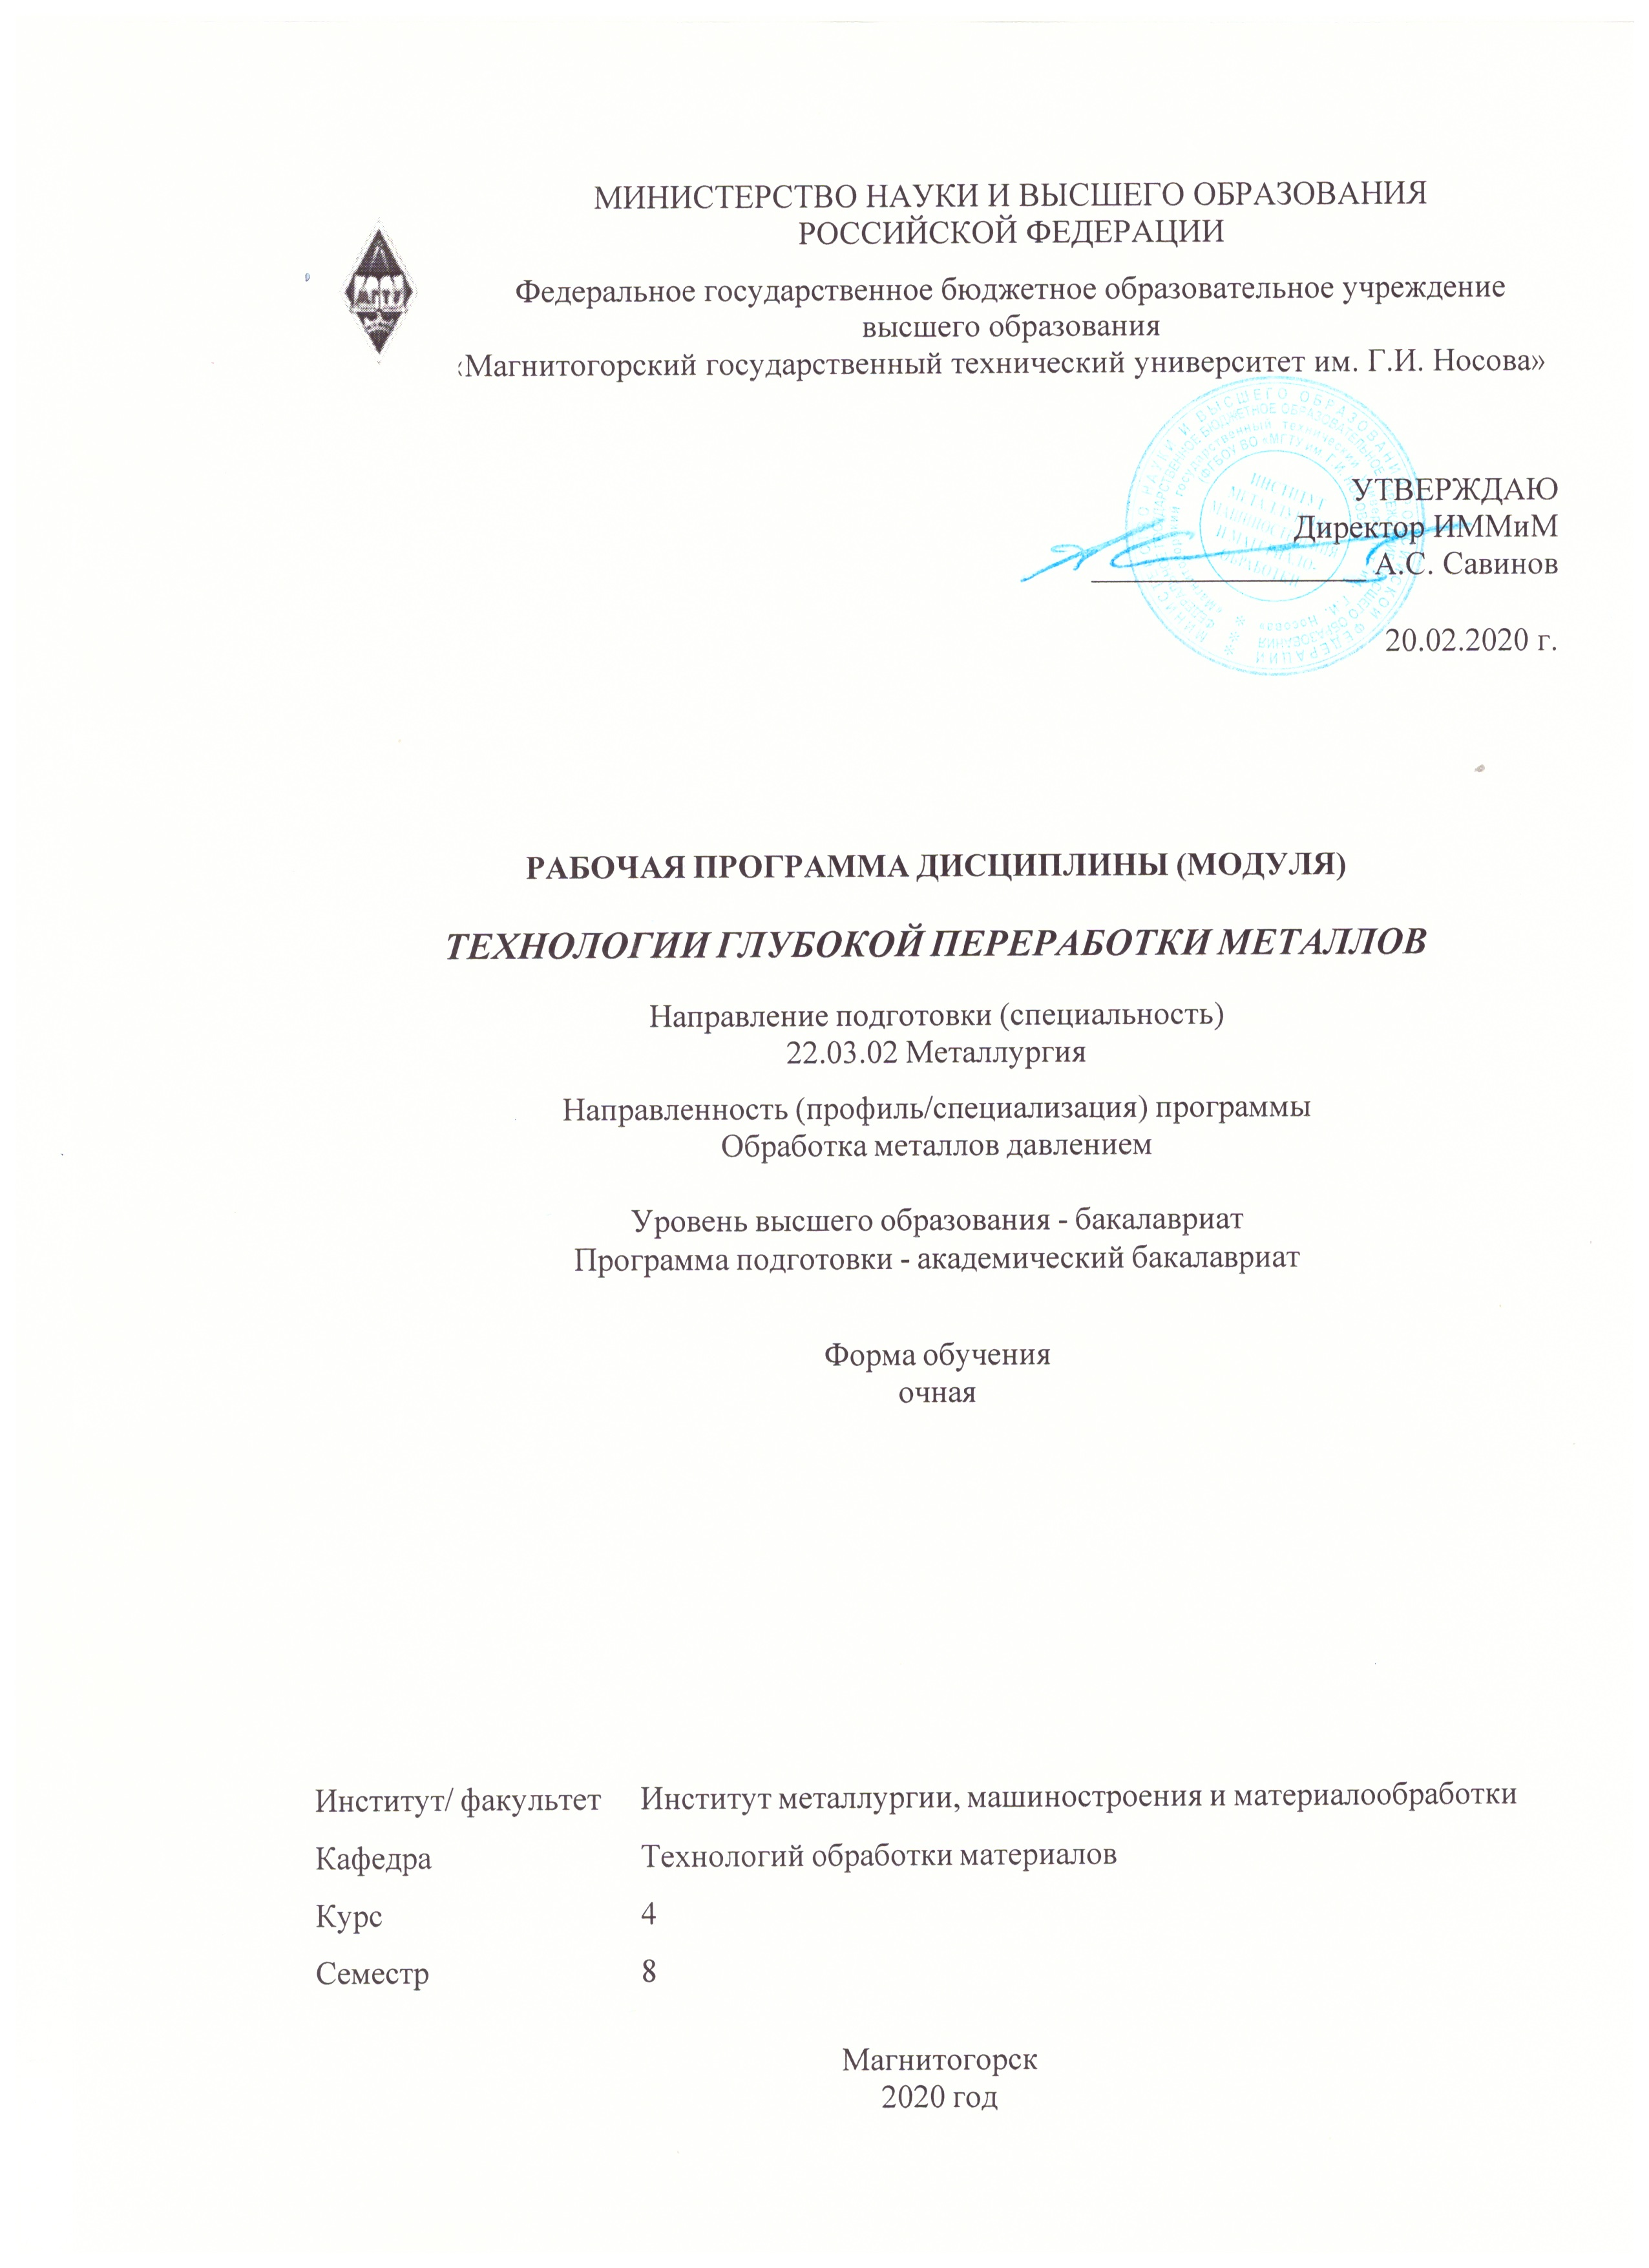 МИНИСТЕРСТВО НАУКИ И ВЫСШЕГО ОБРАЗОВАНИЯ
РОССИЙСКОЙ ФЕДЕРАЦИИ
МГТУ
Федеральное государственное бюджетное образовательное учреждение
высшего образования
«Магнитогорский государственный технический университет им. Г.И. Носова»
УТВЕРЖДАЮ
Директор ИММиМ
А.С. Савинов
20.02.2020 г.
РАБОЧАЯ ПРОГРАММА ДИСЦИПЛИНЫ (МОДУЛЯ)
ТЕХНОЛОГИИ ГЛУБОКОЙ ПЕРЕРАБОТКИ МЕТАЛЛОВ
Направление подготовки (специальность)
22.03.02 Металлургия
Направленность (профиль/специализация) программы
Обработка металлов давлением
Уровень высшего образования - бакалавриат
Программа подготовки - академический бакалавриат
Форма обучения
очная
Институт/ факультет Институт металлургии, машиностроения и материалообработки
Кафедра Технологий обработки материалов
Курс 4
Семестр 8
Магнитогорск
2020 год